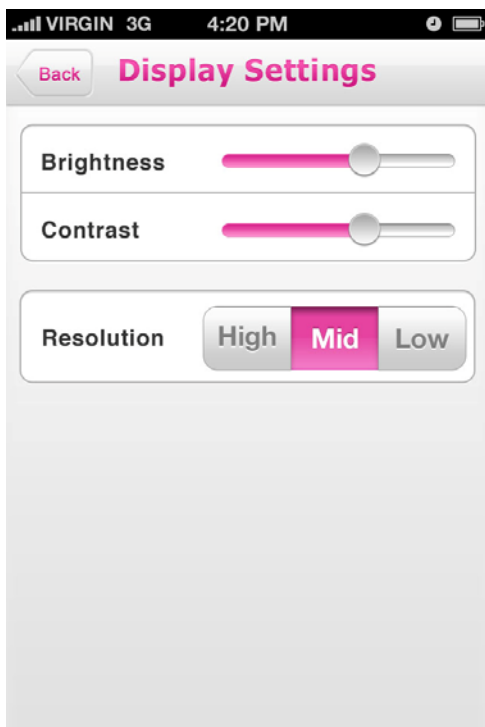 VIRGIN 3G 4:20 PM
Back Display Settings
Brightness
Contrast
Resolution High Mid Low